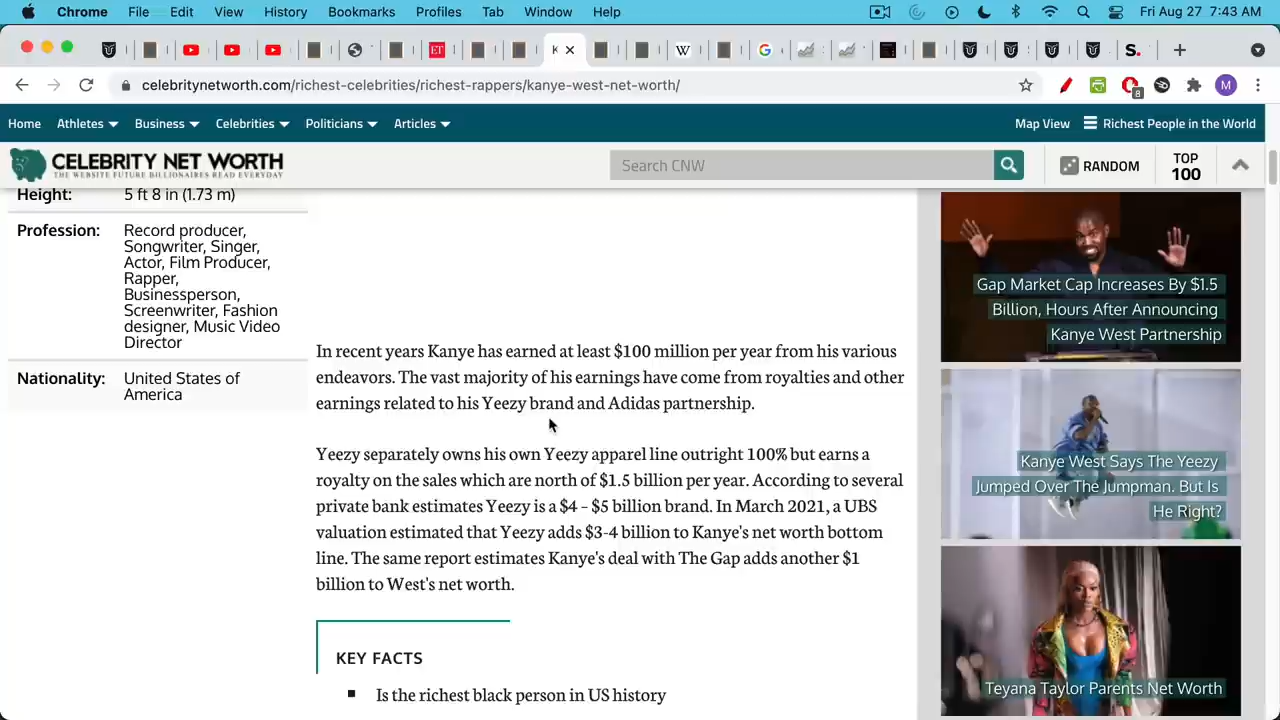 Chrome File Edit View History Bookmarks Profiles Tab Window Help Fri Aug 27 7:43 AM
celebritynetworth.com/richest-celebrities/richest-rappers/kanye-west-net-worth/
8
M
Home Athletes Business Celebrities Politicians Articles Map View Richest People in the World
CELEBRITY NET WORTH
THE WEBSITE FUTURE BILLIONAIRES READ EVERYDAY
Search CNW
RANDOM
TOP
100
Height: 5 ft 8 in (1.73 m)
Profession: Record producer,
Songwriter, Singer,
Actor, Film Producer,
Rapper,
Businessperson,
Screenwriter, Fashion
designer, Music Video
Director
Nationality: United States of
America
In recent years Kanye has earned at least $100 million per year from his various
endeavors. The vast majority of his earnings have come from royalties and other
earnings related to his Yeezy brand and Adidas partnership.
Yeezy separately owns his own Yeezy apparel line outright 100% but earns a
royalty on the sales which are north of $1.5 billion per year. According to several
private bank estimates Yeezy is a $4 – $5 billion brand. In March 2021, a UBS
valuation estimated that Yeezy adds $3-4 billion to Kanye's net worth bottom
line. The same report estimates Kanye's deal with The Gap adds another $1
billion to West's net worth.
KEY FACTS
Is the richest black person in US history
Gap Market Cap Increases By $1.5
Billion, Hours After Announcing
Kanye West Partnership
Kanye West Says The Yeezy
Jumped Over The Jumpman. But Is
He Right?
Teyana Taylor Parents Net Worth